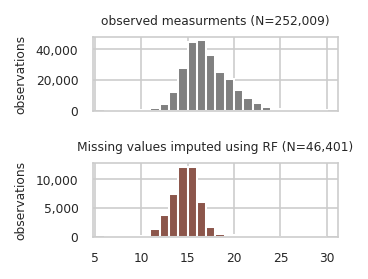 observed measurments (N=252,009)
observations
40,000
20,000
0
Missing values imputed using RF (N=46,401)
observations
10,000
5,000
0
5 10 15 20 25 30